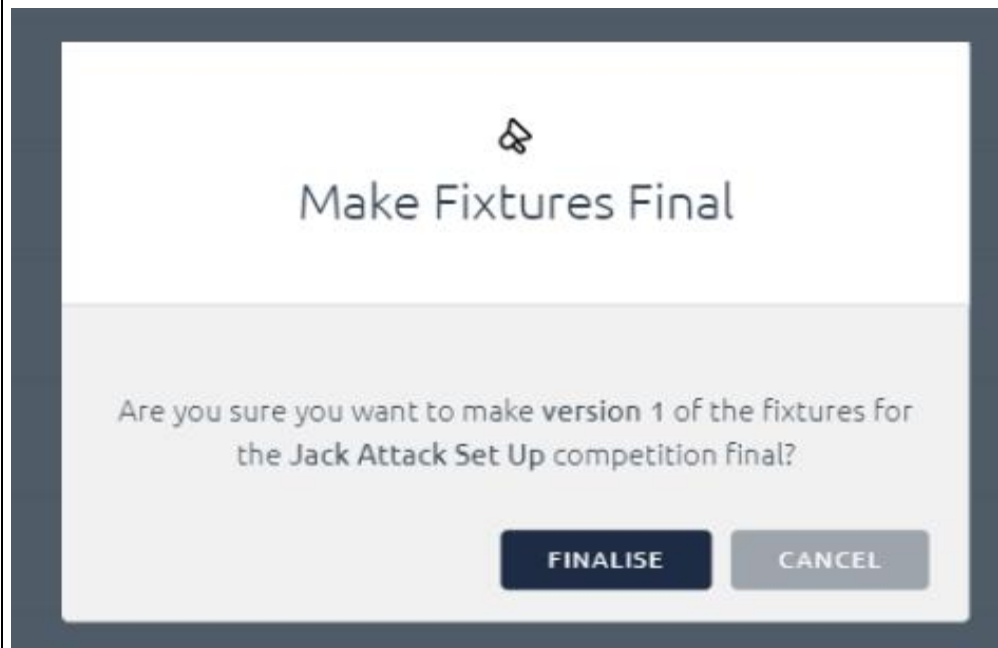 Make Fixtures Final
Are you sure you want to make version 1 of the fixtures for
the Jack Attack Set Up competition final?
FINALISE
CANCEL